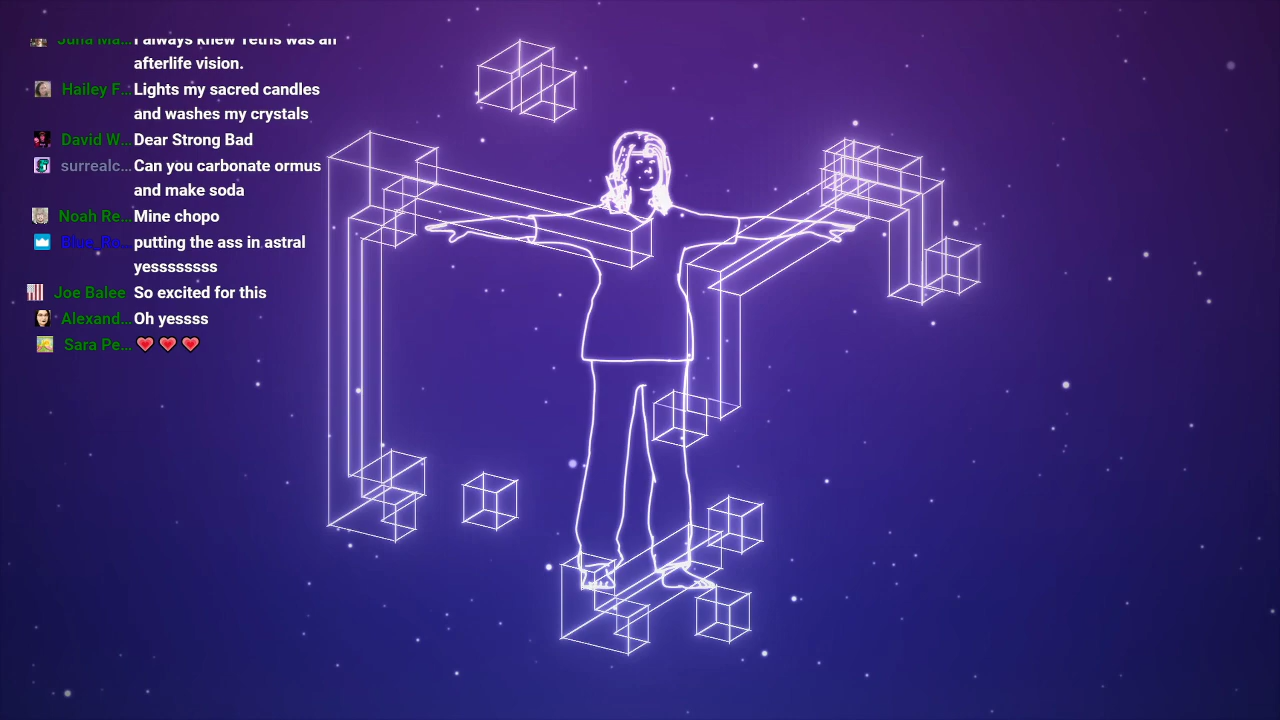 I always knew Tetris was an
afterlife vision.
Hailey F... Lights my sacred candles
and washes my crystals
David W... Dear Strong Bad
surrealc... Can you carbonate ormus
and make soda
Noah Re... Mine chopo
Blue_Ro... putting the ass in astral
yessssssss
Joe Balee So excited for this
Alexand... Oh yessss
Sara Pe... ❤️❤️❤️